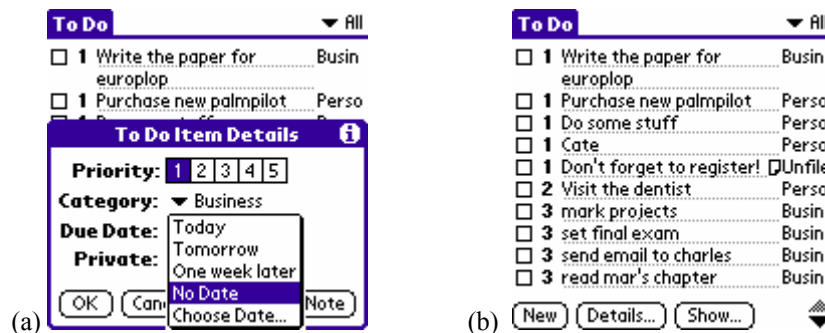 To Do All
1 Write the paper for Busin
europlop
1 Purchase new palmpilot Perso
To Do Item Details i
Priority: 1 2 3 4 5
Category: Business
Due Date: Today
Tomorrow
Private:
One week later
No Date
Choose Date...
OK Can Note
(a)
To Do All
1 Write the paper for Busin
europlop
1 Purchase new palmpilot Perso
1 Do some stuff Perso
1 Cate Perso
1 Don't forget to register! Unfile
2 Visit the dentist Perso
3 mark projects Busin
3 set final exam Busin
3 send email to charles Busin
3 read mar's chapter Busin
(b) New Details... Show...